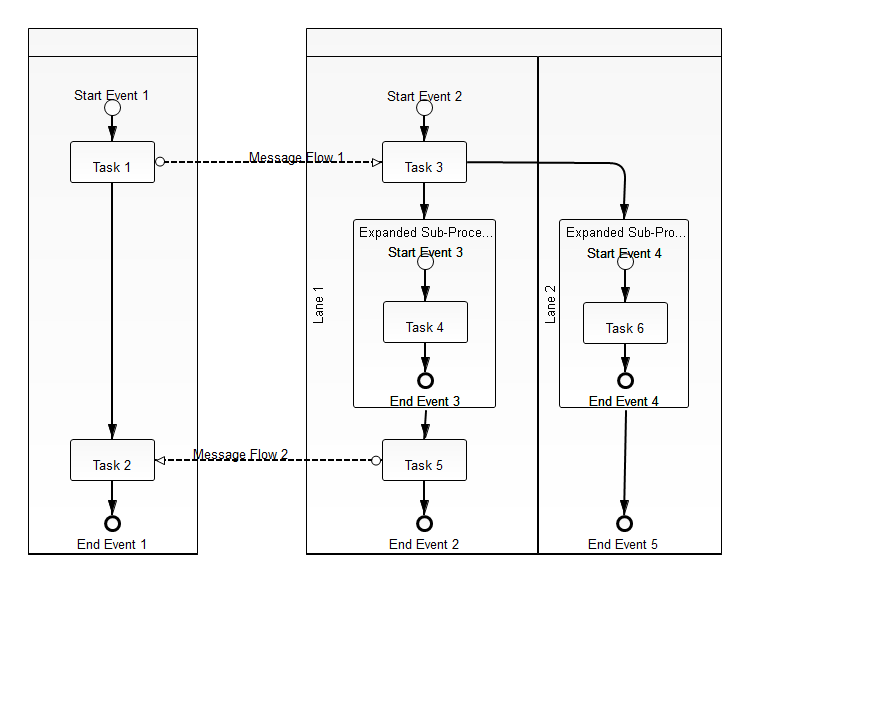 Start Event 1
Start Event 2
Task 1
Message Flow 1
Task 3
Expanded Sub-Proce...
Expanded Sub-Pro...
Start Event 3
Start Event 4
Lane 1
Lane 2
Task 4
Task 6
End Event 3
End Event 4
Task 2
Message Flow 2
Task 5
End Event 1
End Event 2
End Event 5